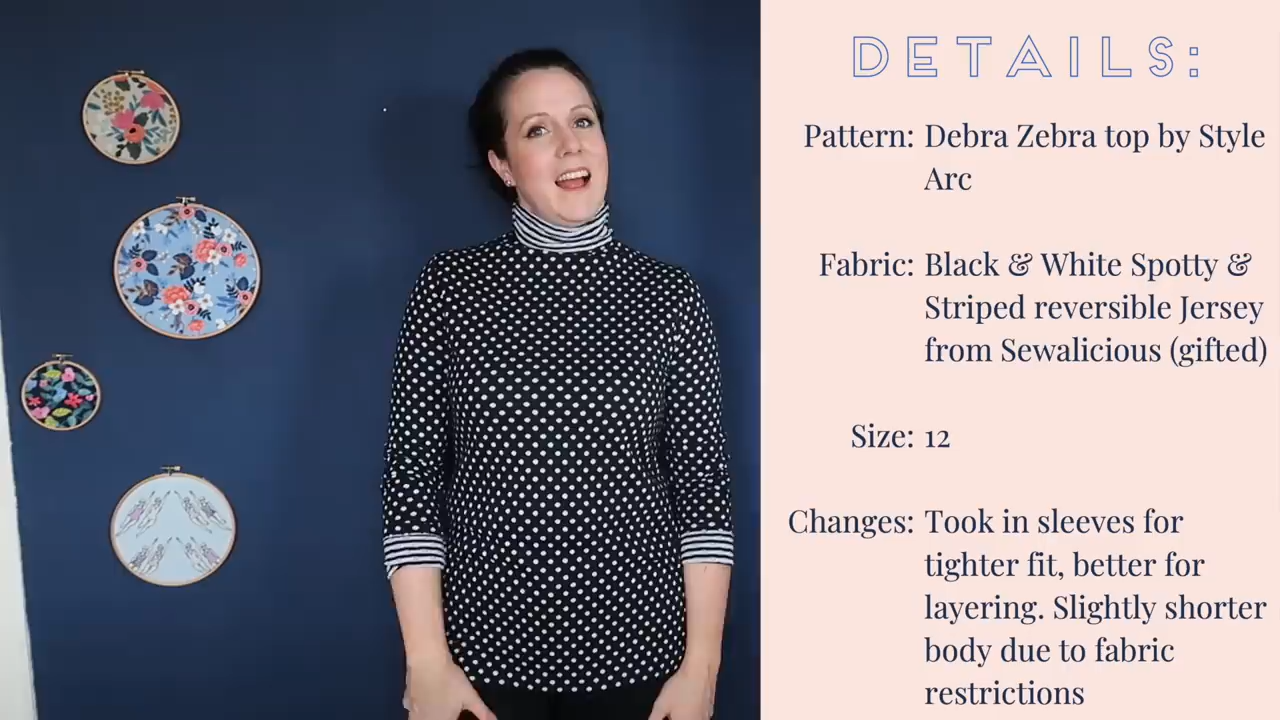 DETAILS:
Pattern: Debra Zebra top by Style
Arc
Fabric: Black & White Spotty &
Striped reversible Jersey
from Sewalicious (gifted)
Size: 12
Changes: Took in sleeves for
tighter fit, better for
layering. Slightly shorter
body due to fabric
restrictions